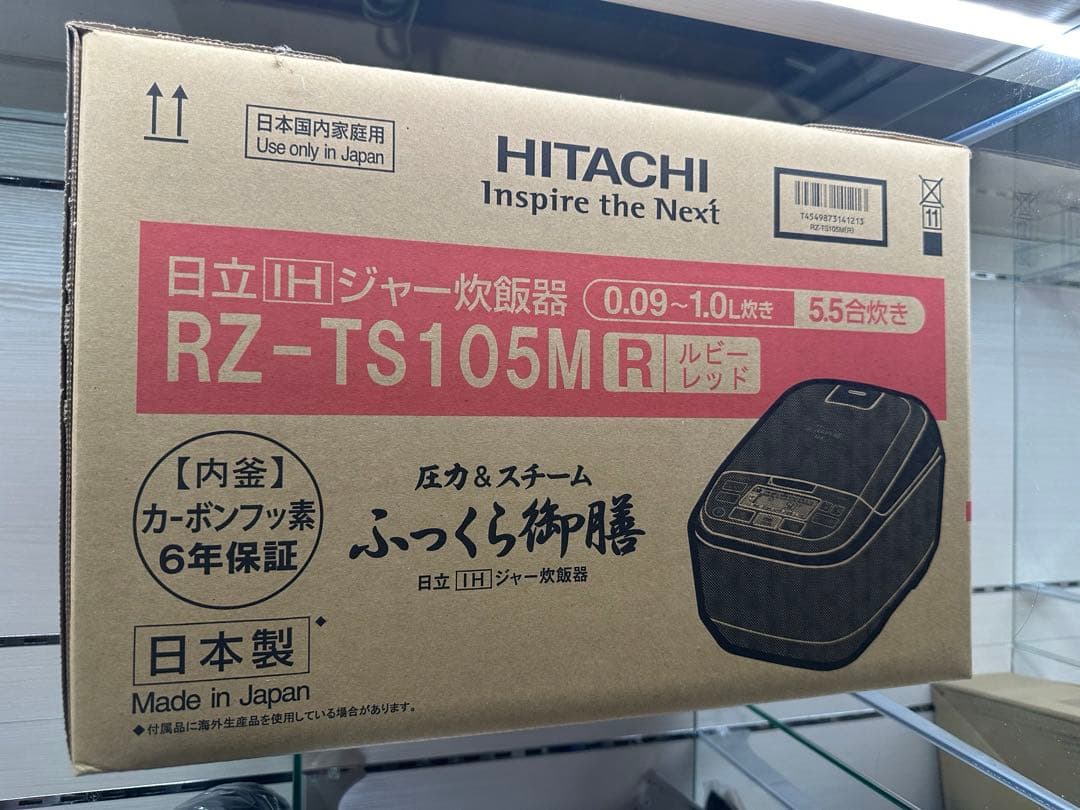 日本国内家庭用
Use only in Japan
HITACHI
Inspire the Next
T4549873141213
RZ-TS105M(R)
11
日立IHジャー炊飯器
0.09～1.0L炊き 5.5合炊き
RZ-TS105M R ルビーレッド
【内釜】
カーボンフッ素
6年保証
圧力&スチーム
ふっくら御膳
日立IHジャー炊飯器
日本製◆
Made in Japan
◆付属品に海外生産品を使用している場合があります。